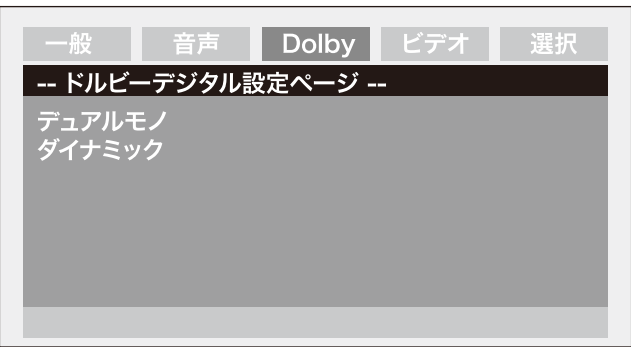 一般 音声 Dolby ビデオ 選択
-- ドルビーデジタル設定ページ --
デュアルモノ
ダイナミック